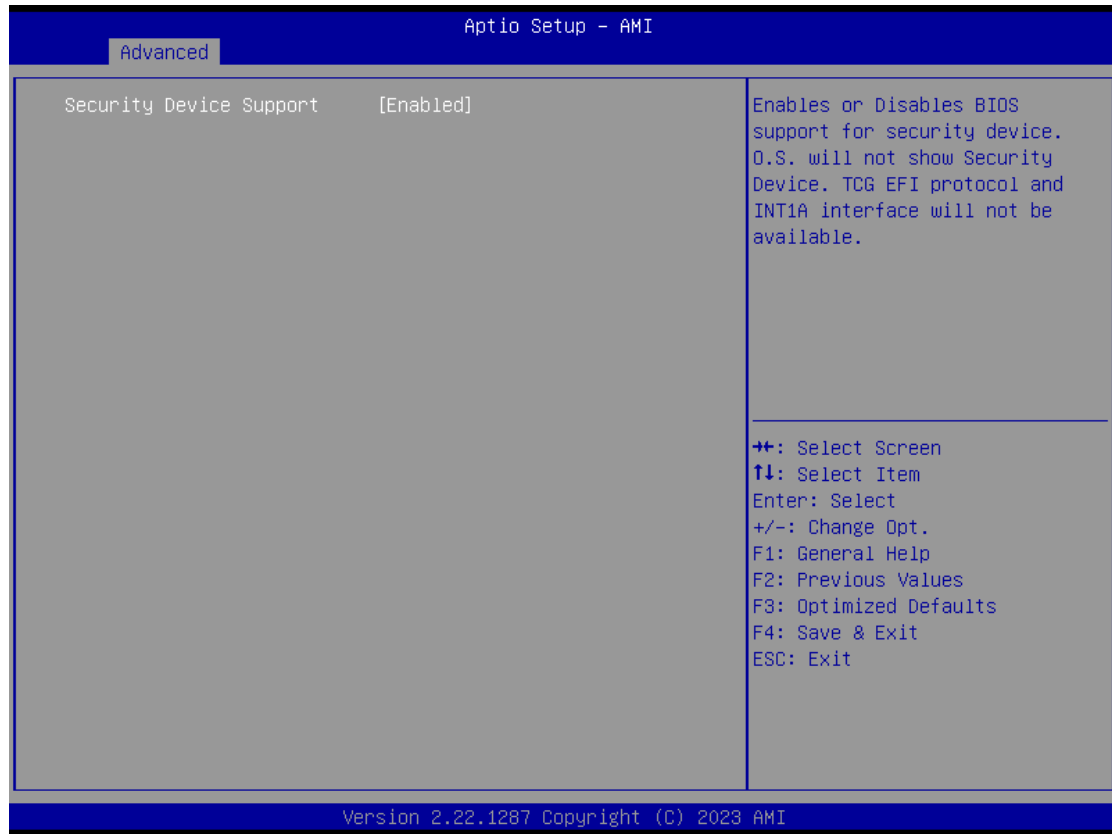 Aptio Setup – AMI
Advanced
Security Device Support [Enabled]
Enables or Disables BIOS
support for security device.
O.S. will not show Security
Device. TCG EFI protocol and
INT1A interface will not be
available.
→←: Select Screen
↑↓: Select Item
Enter: Select
+/-: Change Opt.
F1: General Help
F2: Previous Values
F3: Optimized Defaults
F4: Save & Exit
ESC: Exit
Version 2.22.1287 Copyright (C) 2023 AMI